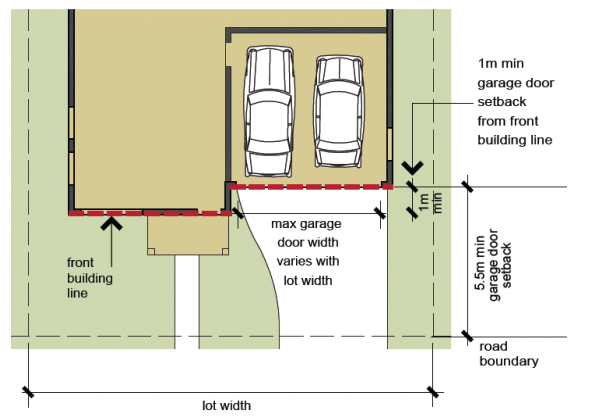 1m min
garage door
setback
from front
building line
1m
min
max garage
door width
varies with
lot width
front
building
line
5.5m min
garage door
setback
road
boundary
lot width